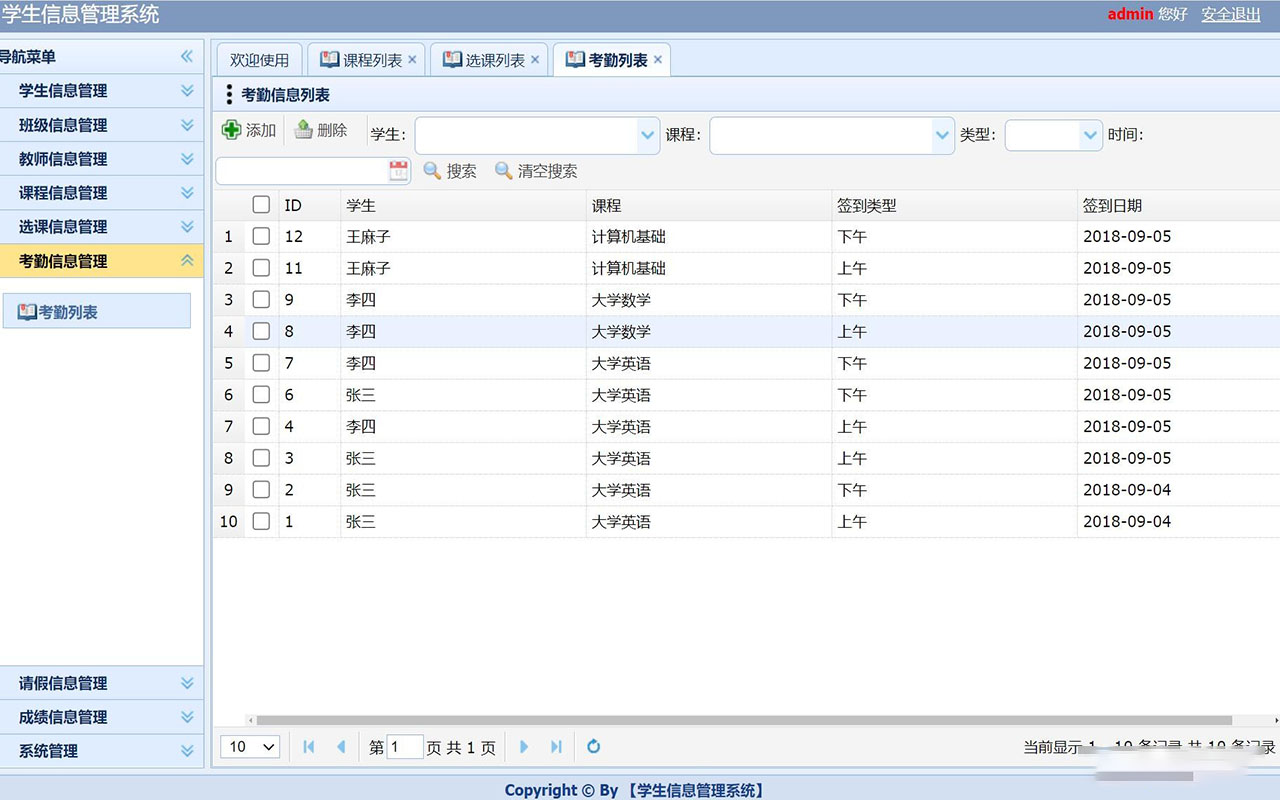 学生信息管理系统
admin 您好 安全退出
导航菜单
学生信息管理
班级信息管理
教师信息管理
课程信息管理
选课信息管理
考勤信息管理
考勤列表
请假信息管理
成绩信息管理
系统管理
欢迎使用 课程列表 选课列表 考勤列表
考勤信息列表
添加 删除 学生： 课程： 类型： 时间：
搜索 清空搜索
ID 学生 课程 签到类型 签到日期
1 12 王麻子 计算机基础 下午 2018-09-05
2 11 王麻子 计算机基础 上午 2018-09-05
3 9 李四 大学数学 下午 2018-09-05
4 8 李四 大学数学 上午 2018-09-05
5 7 李四 大学英语 下午 2018-09-05
6 6 张三 大学英语 下午 2018-09-05
7 4 李四 大学英语 上午 2018-09-05
8 3 张三 大学英语 上午 2018-09-05
9 2 张三 大学英语 下午 2018-09-04
10 1 张三 大学英语 上午 2018-09-04
10 第 1 页 共 1 页
当前显示 1 - 10 条记录 共 10 条记录
Copyright © By 【学生信息管理系统】